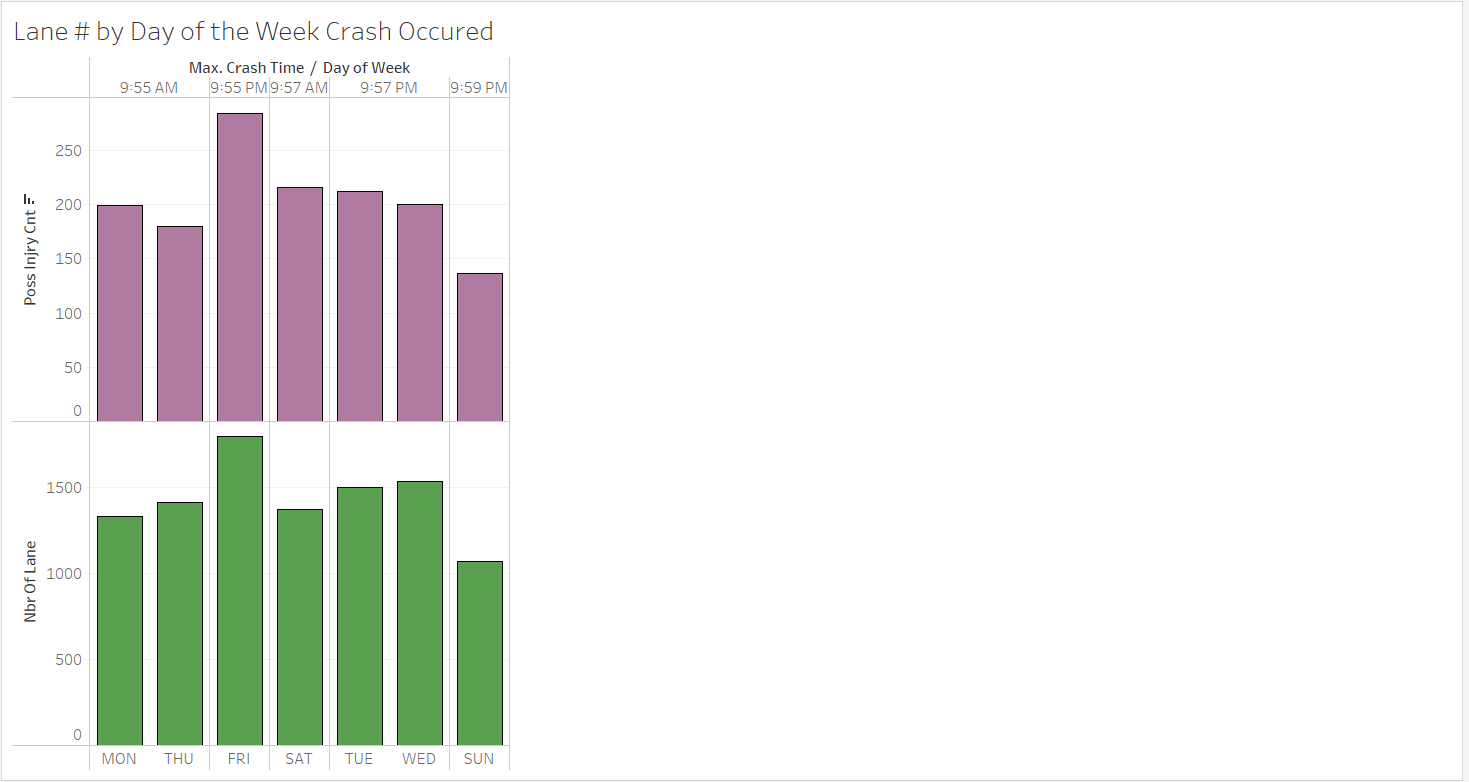 Lane # by Day of the Week Crash Occured
Max. Crash Time / Day of Week
9:55 AM 9:55 PM 9:57 AM 9:57 PM 9:59 PM
Poss Injry Cnt
250
200
150
100
50
0
Nbr Of Lane
1500
1000
500
0
MON THU FRI SAT TUE WED SUN